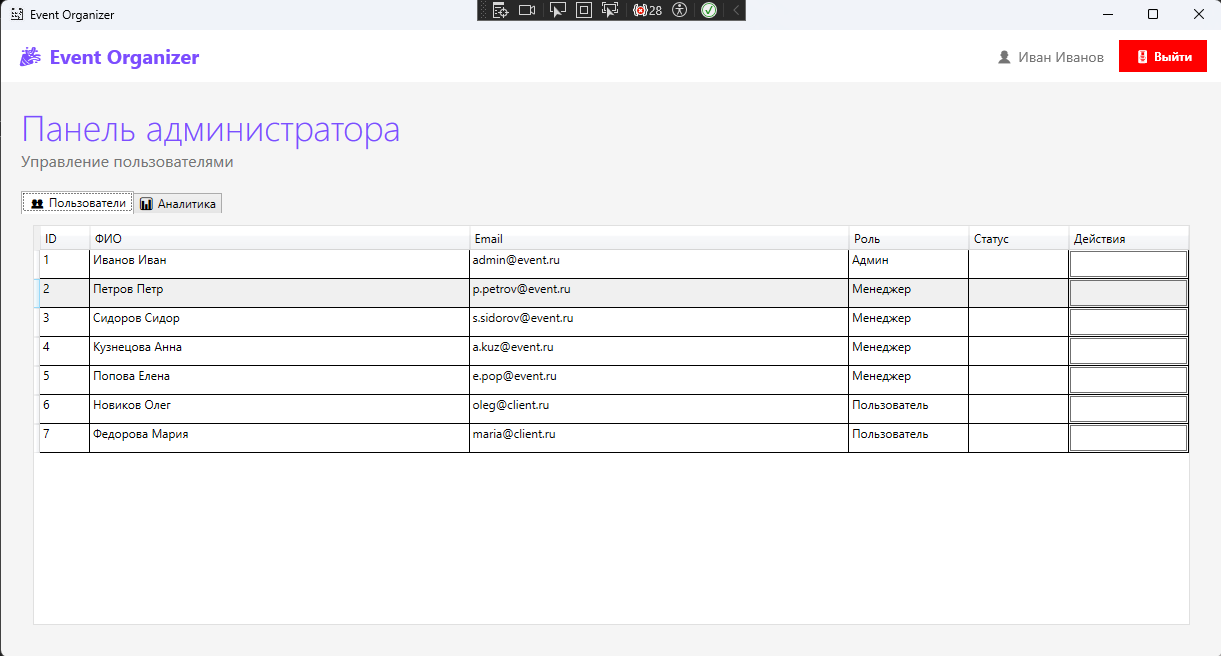 Event Organizer
28
Event Organizer
Иван Иванов
Выйти
Панель администратора
Управление пользователями
Пользователи Аналитика
ID ФИО Email Роль Статус Действия
1 Иванов Иван admin@event.ru Админ
2 Петров Петр p.petrov@event.ru Менеджер
3 Сидоров Сидор s.sidorov@event.ru Менеджер
4 Кузнецова Анна a.kuz@event.ru Менеджер
5 Попова Елена e.pop@event.ru Менеджер
6 Новиков Олег oleg@client.ru Пользователь
7 Федорова Мария maria@client.ru Пользователь